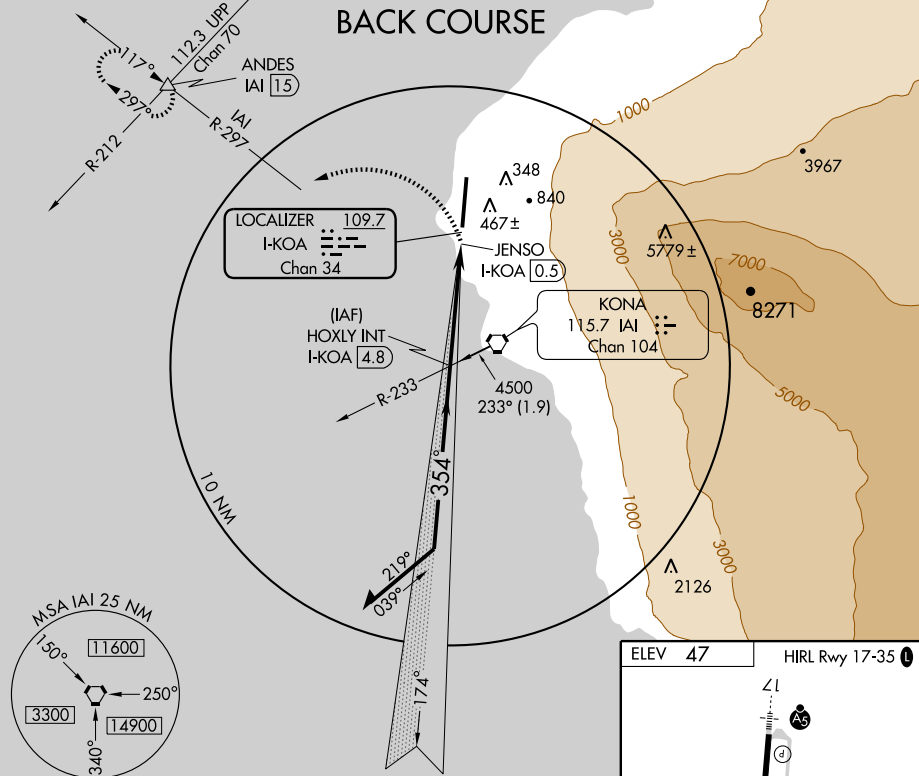 BACK COURSE
112.3 UPP
Chan 70
117°
297°
ANDES
IAI 15
IAI
R-297
R-212
1000
3967
348
840
467±
3000
5779±
7000
8271
LOCALIZER 109.7
I-KOA
Chan 34
JENSO
I-KOA 0.5
(IAF)
HOXLY INT
I-KOA 4.8
KONA
115.7 IAI
Chan 104
R-233
4500
233° (1.9)
5000
354°
10 NM
1000
3000
219°
039°
2126
174°
MSA IAI 25 NM
150°
11600
250°
3300
14900
340°
ELEV 47
HIRL Rwy 17-35 L
17
A5
P